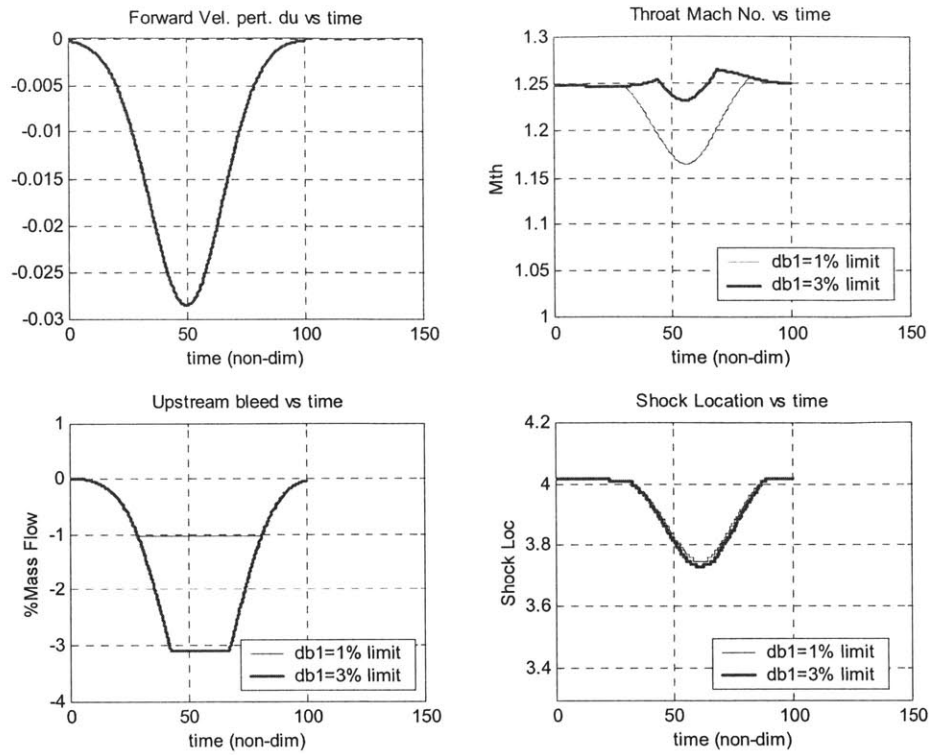 Forward Vel. pert. du vs time
0
-0.005
-0.01
-0.015
-0.02
-0.025
-0.03
0 50 100 150
time (non-dim)
Throat Mach No. vs time
1.3
1.25
1.2
1.15
1.1
1.05
1
Mth
db1=1% limit
db1=3% limit
0 50 100 150
time (non-dim)
Upstream bleed vs time
1
0
-1
-2
-3
-4
%Mass Flow
db1=1% limit
db1=3% limit
0 50 100 150
time (non-dim)
Shock Location vs time
4.2
4
3.8
3.6
3.4
Shock Loc
db1=1% limit
db1=3% limit
0 50 100 150
time (non-dim)